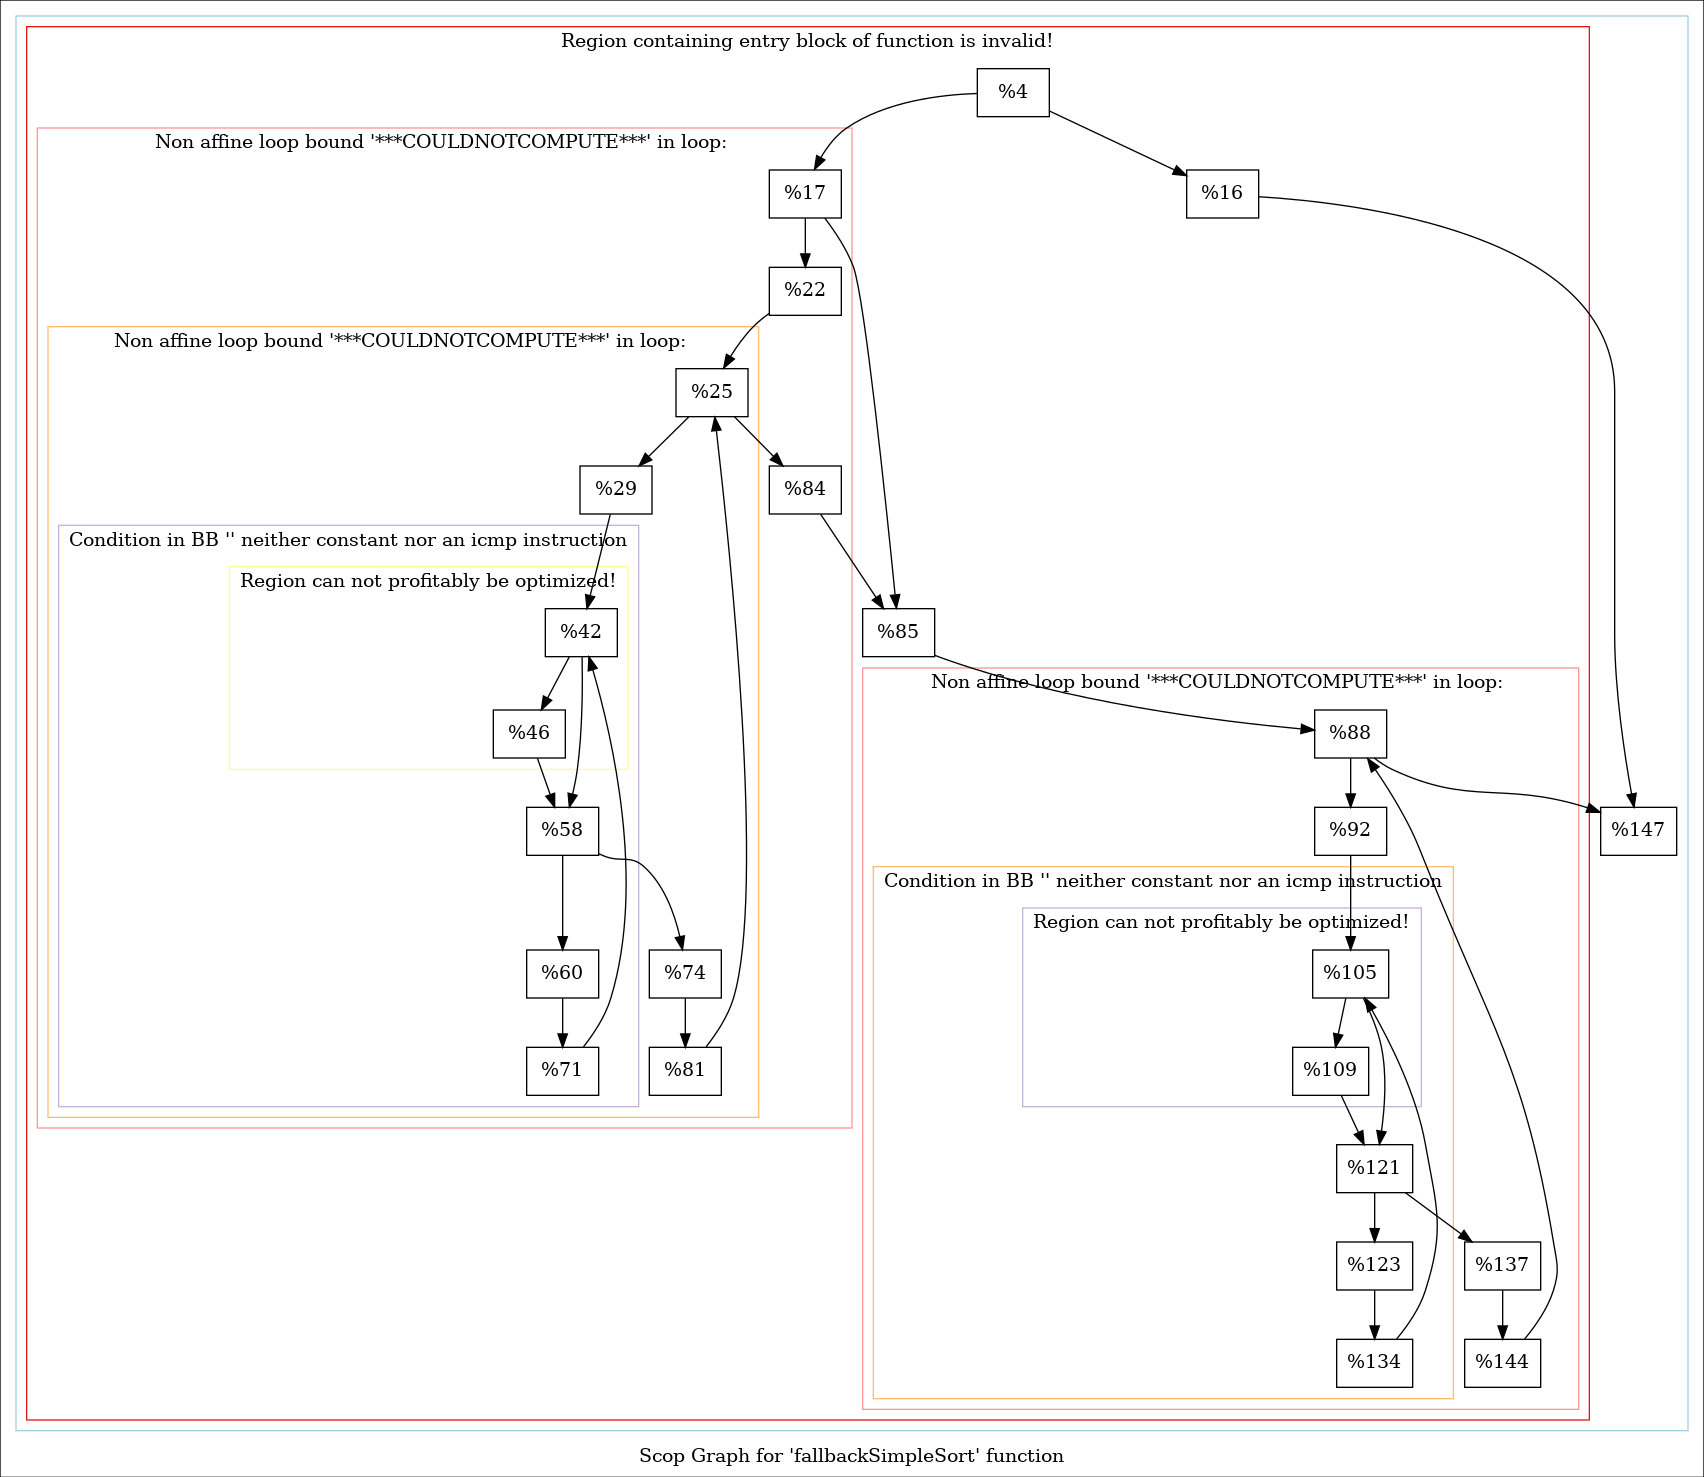 Region containing entry block of function is invalid!
%4
Non affine loop bound '***COULDNOTCOMPUTE***' in loop:
%17
%16
%22
Non affine loop bound '***COULDNOTCOMPUTE***' in loop:
%25
%29
%84
Condition in BB '' neither constant nor an icmp instruction
Region can not profitably be optimized!
%42
%85
Non affine loop bound '***COULDNOTCOMPUTE***' in loop:
%46
%88
%58
%92
%147
Condition in BB '' neither constant nor an icmp instruction
Region can not profitably be optimized!
%60
%74
%105
%71
%81
%109
%121
%123
%137
%134
%144
Scop Graph for 'fallbackSimpleSort' function